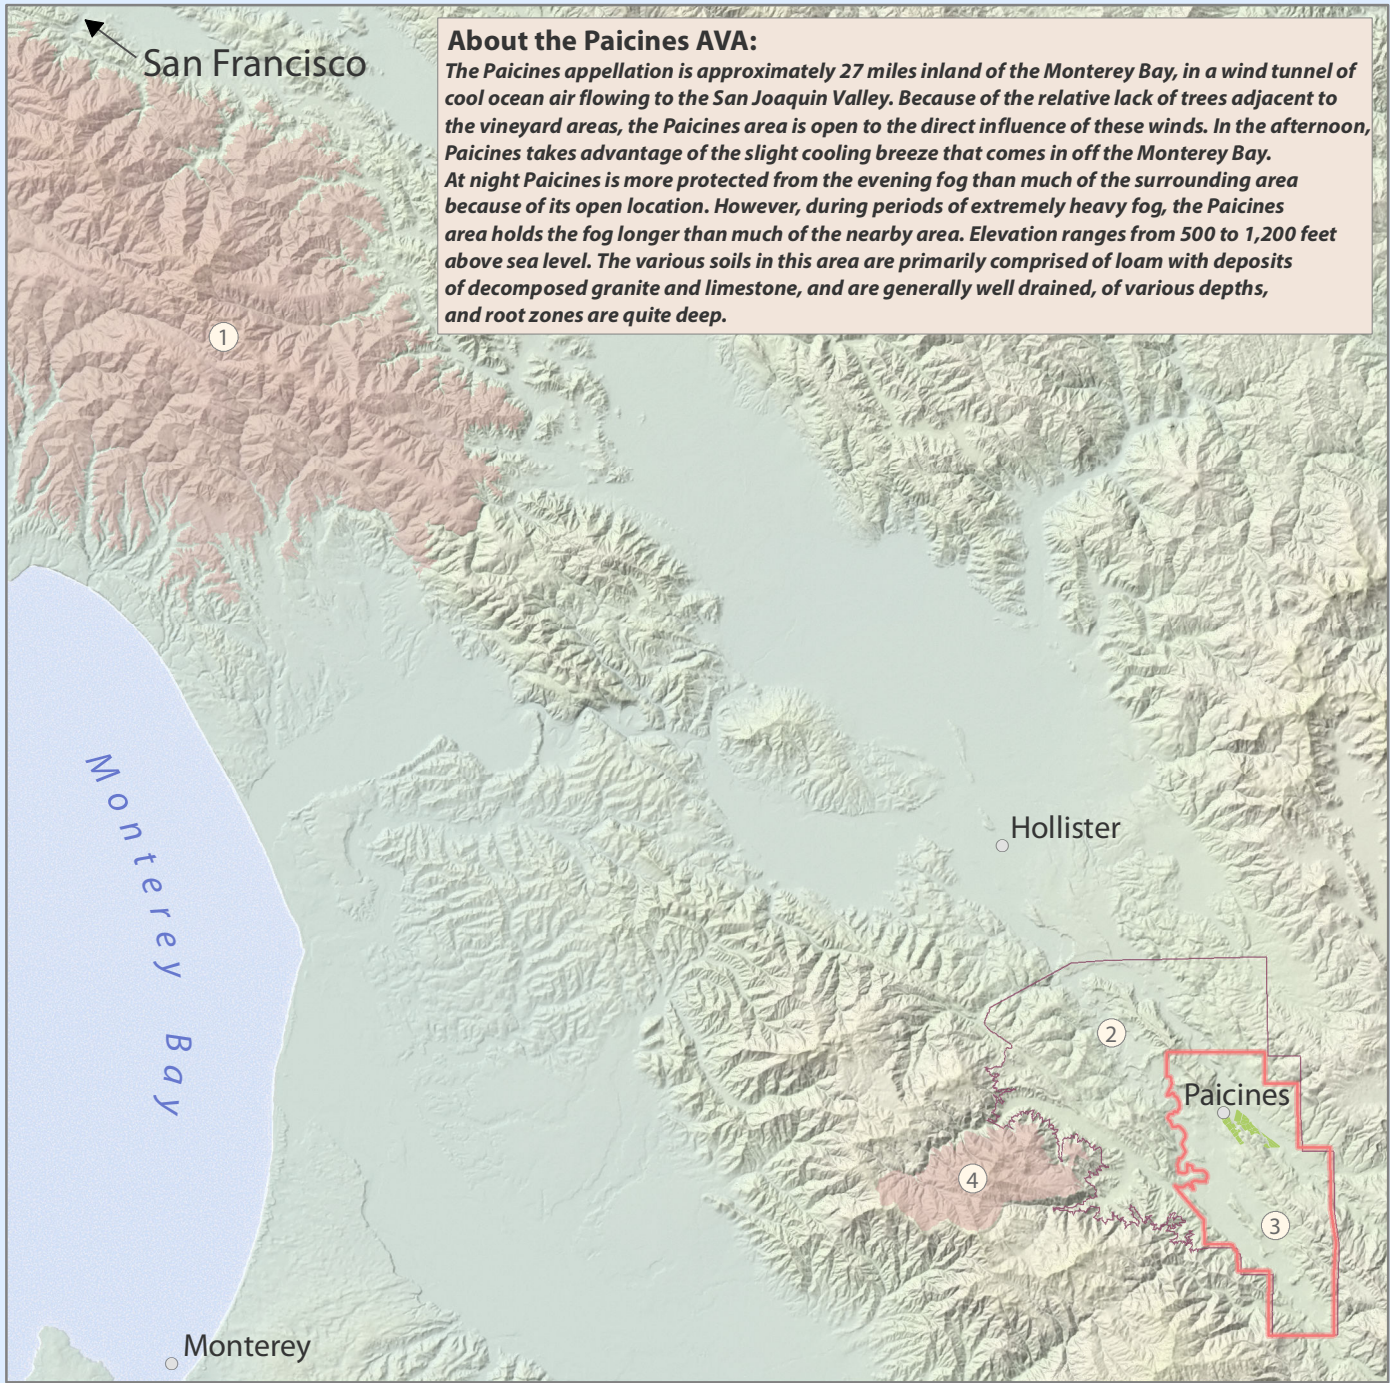 San Francisco
About the Paicines AVA:
The Paicines appellation is approximately 27 miles inland of the Monterey Bay, in a wind tunnel of
cool ocean air flowing to the San Joaquin Valley. Because of the relative lack of trees adjacent to
the vineyard areas, the Paicines area is open to the direct influence of these winds. In the afternoon,
Paicines takes advantage of the slight cooling breeze that comes in off the Monterey Bay.
At night Paicines is more protected from the evening fog than much of the surrounding area
because of its open location. However, during periods of extremely heavy fog, the Paicines
area holds the fog longer than much of the nearby area. Elevation ranges from 500 to 1,200 feet
above sea level. The various soils in this area are primarily comprised of loam with deposits
of decomposed granite and limestone, and are generally well drained, of various depths,
and root zones are quite deep.
1
Monterey Bay
Hollister
2
Paicines
4
3
Monterey